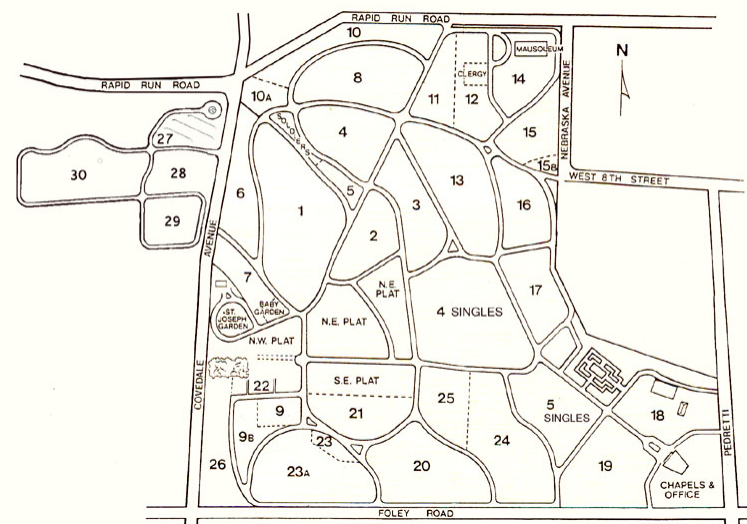 RAPID RUN ROAD
10
N
8
MAUSOLEUM
CLERGY
14
RAPID RUN ROAD
10A
11
12
NEBRASKA AVENUE
SOLDIERS
4
15
27
13
15B
30
28
WEST 8TH STREET
5
6
1
3
16
29
2
AVENUE
7
N.E.
PLAT
17
BABY
GARDEN
ST.
JOSEPH
GARDEN
N.E. PLAT
4 SINGLES
N.W. PLAT
COVEDALE
S.E. PLAT
22
25
5
SINGLES
9
21
18
PEDRETTI
9B
23
24
26
23A
20
19
CHAPELS &
OFFICE
FOLEY ROAD